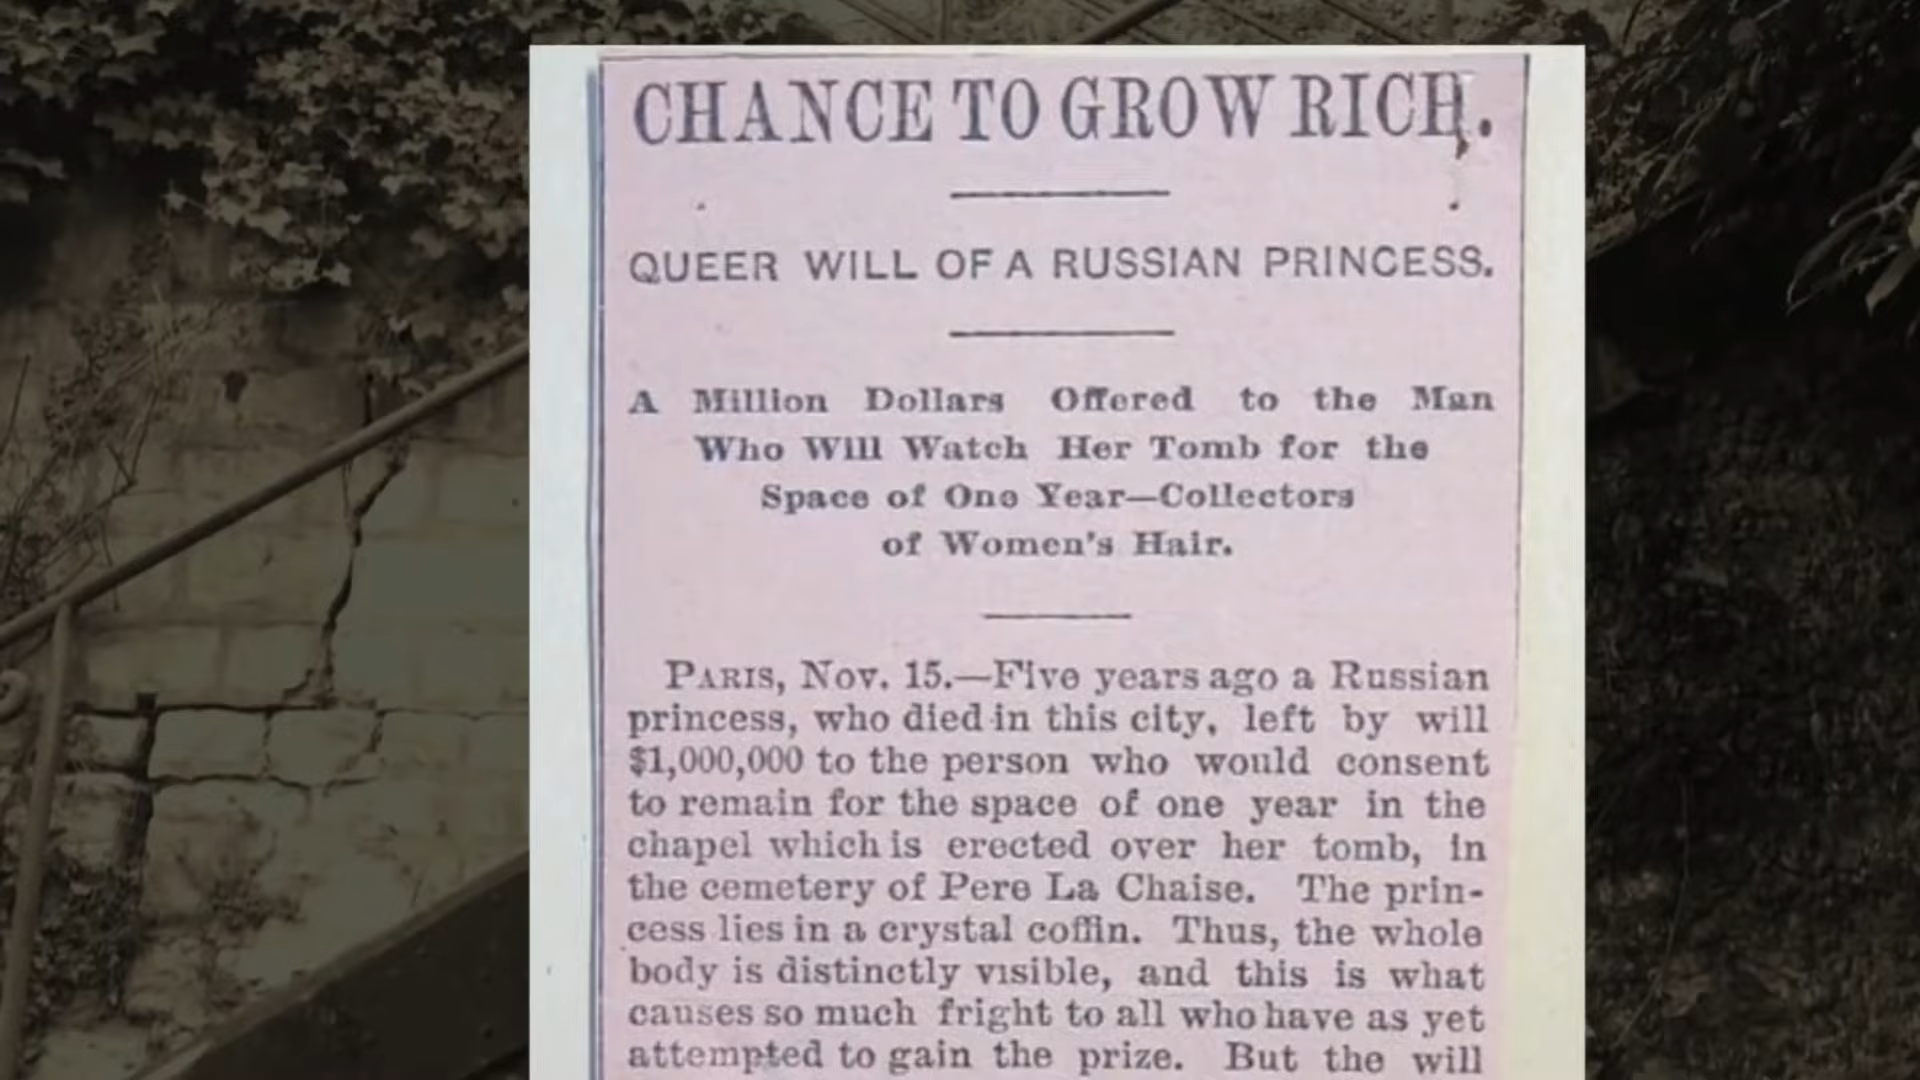 CHANCE TO GROW RICH.
QUEER WILL OF A RUSSIAN PRINCESS.
A Million Dollars Offered to the Man
Who Will Watch Her Tomb for the
Space of One Year—Collectors
of Women's Hair.
PARIS, Nov. 15.—Five years ago a Russian
princess, who died in this city, left by will
$1,000,000 to the person who would consent
to remain for the space of one year in the
chapel which is erected over her tomb, in
the cemetery of Pere La Chaise. The prin-
cess lies in a crystal coffin. Thus, the whole
body is distinctly visible, and this is what
causes so much fright to all who have as yet
attempted to gain the prize. But the will